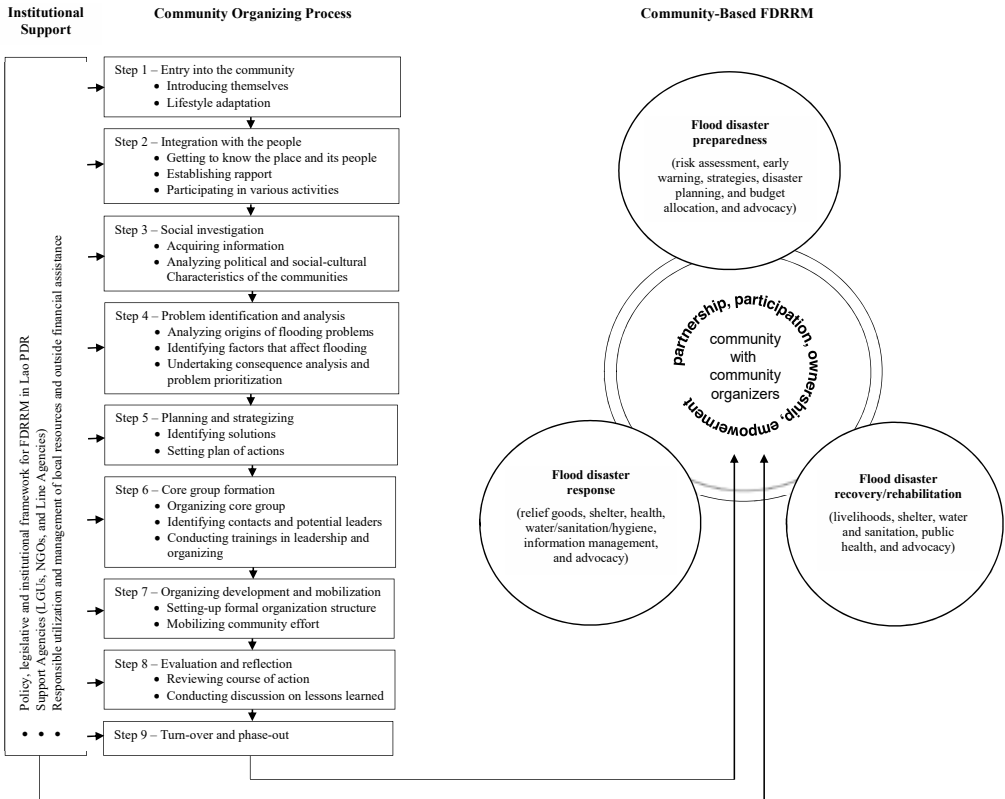 Institutional
Support
Community Organizing Process
Community-Based FDRRM
• Policy, legislative and institutional framework for FDRRM in Lao PDR
• Support Agencies (LGUs, NGOs, and Line Agencies)
• Responsible utilization and management of local resources and outside financial assistance
Step 1 – Entry into the community
• Introducing themselves
• Lifestyle adaptation
Step 2 – Integration with the people
• Getting to know the place and its people
• Establishing rapport
• Participating in various activities
Step 3 – Social investigation
• Acquiring information
• Analyzing political and social-cultural
Characteristics of the communities
Step 4 – Problem identification and analysis
• Analyzing origins of flooding problems
• Identifying factors that affect flooding
• Undertaking consequence analysis and
problem prioritization
Step 5 – Planning and strategizing
• Identifying solutions
• Setting plan of actions
Step 6 – Core group formation
• Organizing core group
• Identifying contacts and potential leaders
• Conducting trainings in leadership and
organizing
Step 7 – Organizing development and mobilization
• Setting-up formal organization structure
• Mobilizing community effort
Step 8 – Evaluation and reflection
• Reviewing course of action
• Conducting discussion on lessons learned
Step 9 – Turn-over and phase-out
Flood disaster
preparedness
(risk assessment, early
warning, strategies, disaster
planning, and budget
allocation, and advocacy)
partnership, participation, ownership, empowerment
community
with
community
organizers
Flood disaster
response
(relief goods, shelter, health,
water/sanitation/hygiene,
information management,
and advocacy)
Flood disaster
recovery/rehabilitation
(livelihoods, shelter, water
and sanitation, public
health, and advocacy)